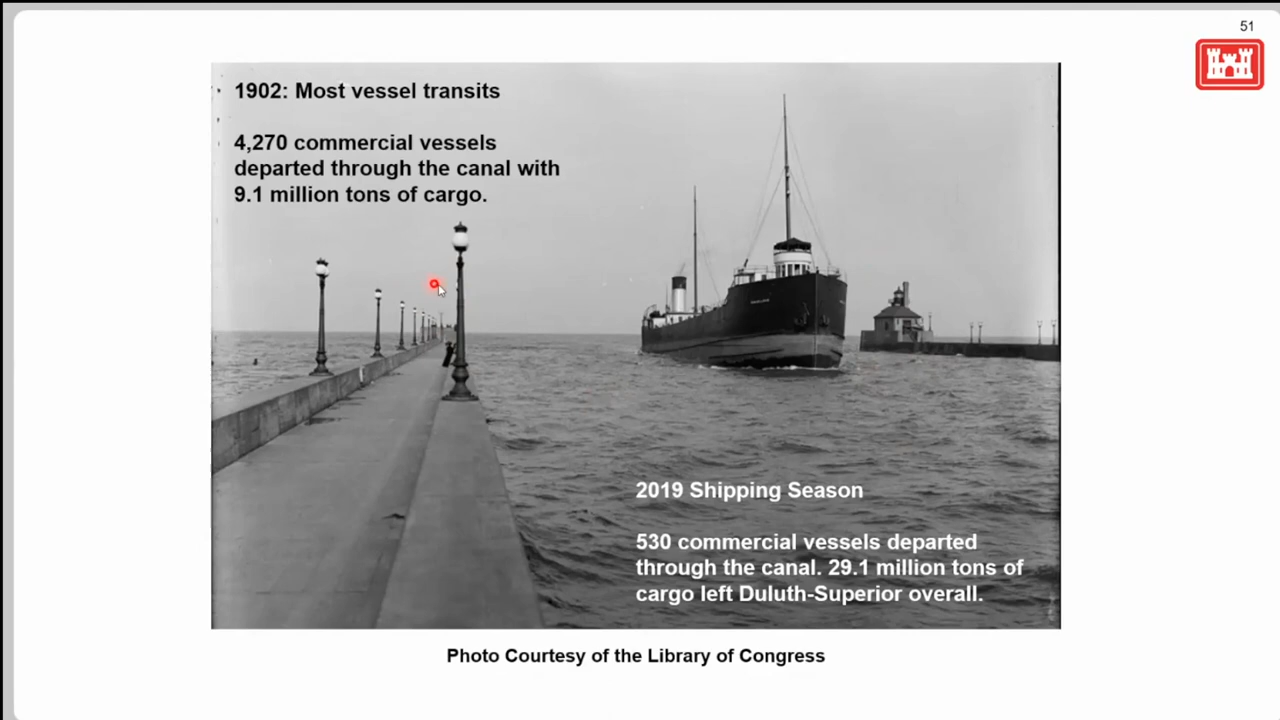 51
1902: Most vessel transits
4,270 commercial vessels
departed through the canal with
9.1 million tons of cargo.
2019 Shipping Season
530 commercial vessels departed
through the canal. 29.1 million tons of
cargo left Duluth-Superior overall.
Photo Courtesy of the Library of Congress